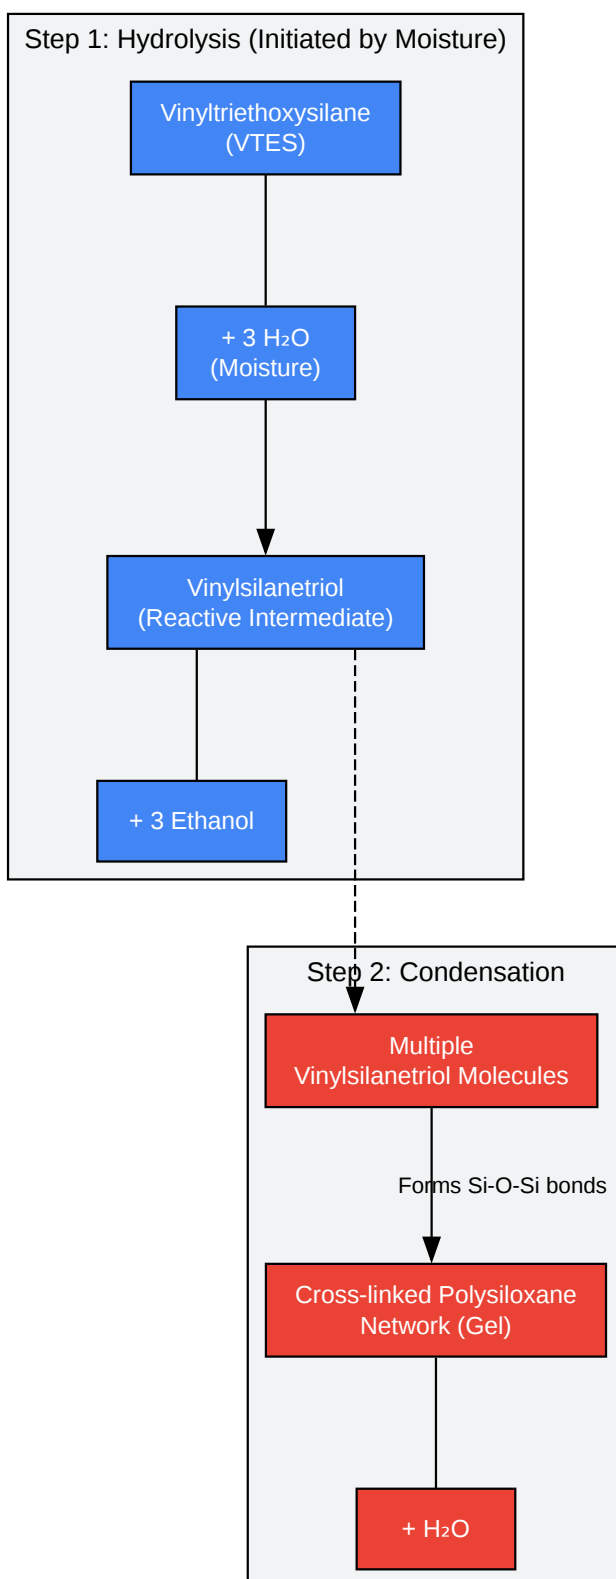 Step 1: Hydrolysis (Initiated by Moisture)
Vinyltriethoxysilane
(VTES)
+ 3 H₂O
(Moisture)
Vinylsilanetriol
(Reactive Intermediate)
+ 3 Ethanol
Step 2: Condensation
Multiple
Vinylsilanetriol Molecules
Forms Si-O-Si bonds
Cross-linked Polysiloxane
Network (Gel)
+ H₂O